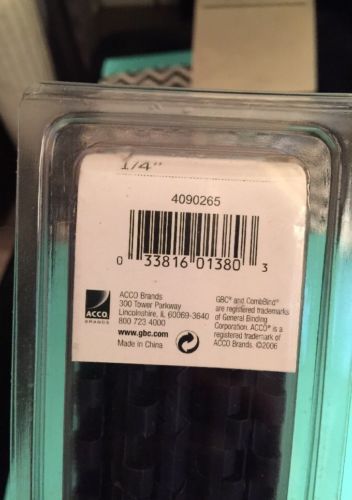 1/4"
4090265
0 33816 01380 3
ACCO
BRANDS
ACCO Brands
300 Tower Parkway
Lincolnshire, IL 60069-3640
800 723 4000
www.gbc.com
Made in China
GBC® and CombBind®
are registered trademarks
of General Binding
Corporation. ACCO® is a
registered trademark of
ACCO Brands. ©2006